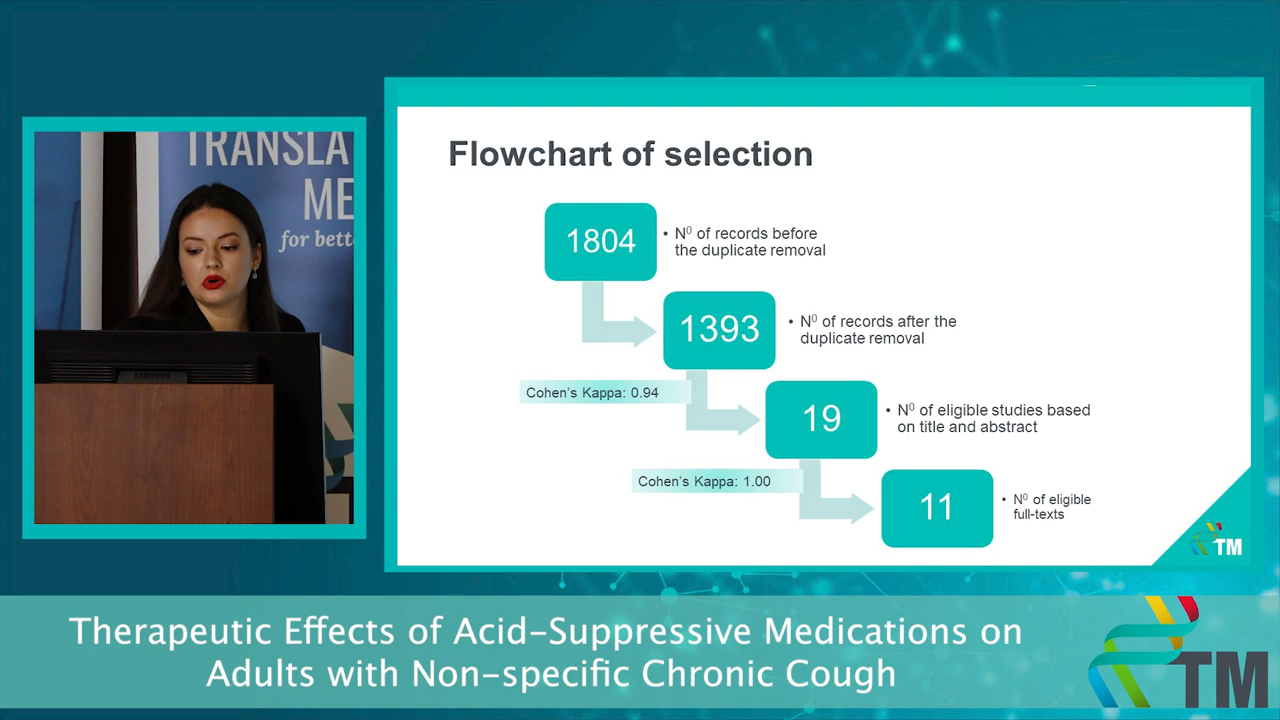 TRANSLA
ME
for bett
SAMSUNG
Flowchart of selection
1804
• N⁰ of records before
the duplicate removal
1393
• N⁰ of records after the
duplicate removal
Cohen's Kappa: 0.94
19
• N⁰ of eligible studies based
on title and abstract
Cohen's Kappa: 1.00
11
• N⁰ of eligible
full-texts
TM
Therapeutic Effects of Acid-Suppressive Medications on
Adults with Non-specific Chronic Cough
TM